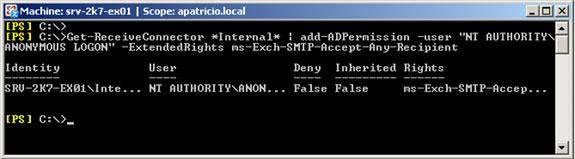 Machine: srv-2k7-ex01 | Scope: apatricio.local
[PS] C:\>
[PS] C:\>Get-ReceiveConnector *Internal* | add-ADPermission -user "NT AUTHORITY\
ANONYMOUS LOGON" -ExtendedRights ms-Exch-SMTP-Accept-Any-Recipient
Identity User Deny Inherited Rights
-------- ---- ---- --------- ------
SRV-2K7-EX01\Inte... NT AUTHORITY\ANON... False False ms-Exch-SMTP-Accep...
[PS] C:\>_